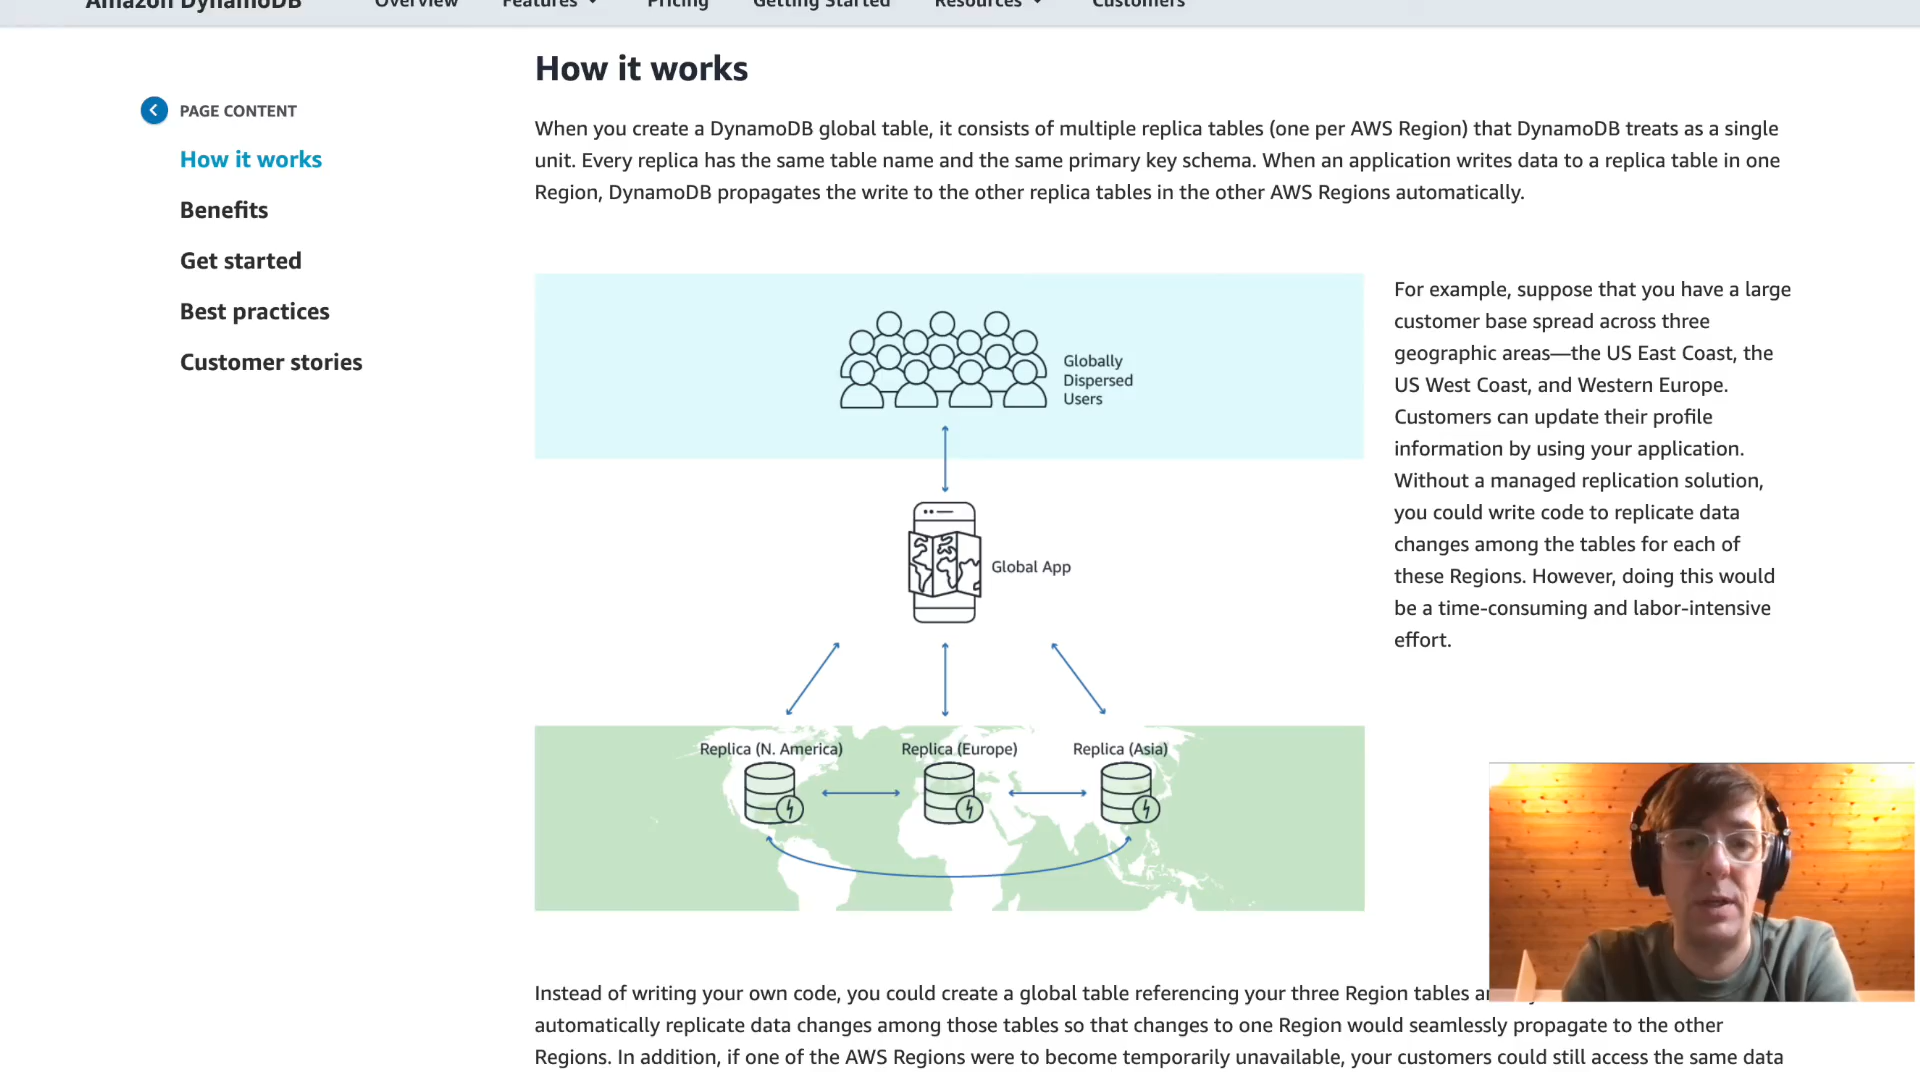 Amazon DynamoDB
Overview
Features
Pricing
Getting Started
Resources
Customers
PAGE CONTENT
How it works
Benefits
Get started
Best practices
Customer stories
How it works
When you create a DynamoDB global table, it consists of multiple replica tables (one per AWS Region) that DynamoDB treats as a single
unit. Every replica has the same table name and the same primary key schema. When an application writes data to a replica table in one
Region, DynamoDB propagates the write to the other replica tables in the other AWS Regions automatically.
Globally
Dispersed
Users
Global App
Replica (N. America)
Replica (Europe)
Replica (Asia)
For example, suppose that you have a large
customer base spread across three
geographic areas—the US East Coast, the
US West Coast, and Western Europe.
Customers can update their profile
information by using your application.
Without a managed replication solution,
you could write code to replicate data
changes among the tables for each of
these Regions. However, doing this would
be a time-consuming and labor-intensive
effort.
Instead of writing your own code, you could create a global table referencing your three Region tables
automatically replicate data changes among those tables so that changes to one Region would seamlessly propagate to the other
Regions. In addition, if one of the AWS Regions were to become temporarily unavailable, your customers could still access the same data